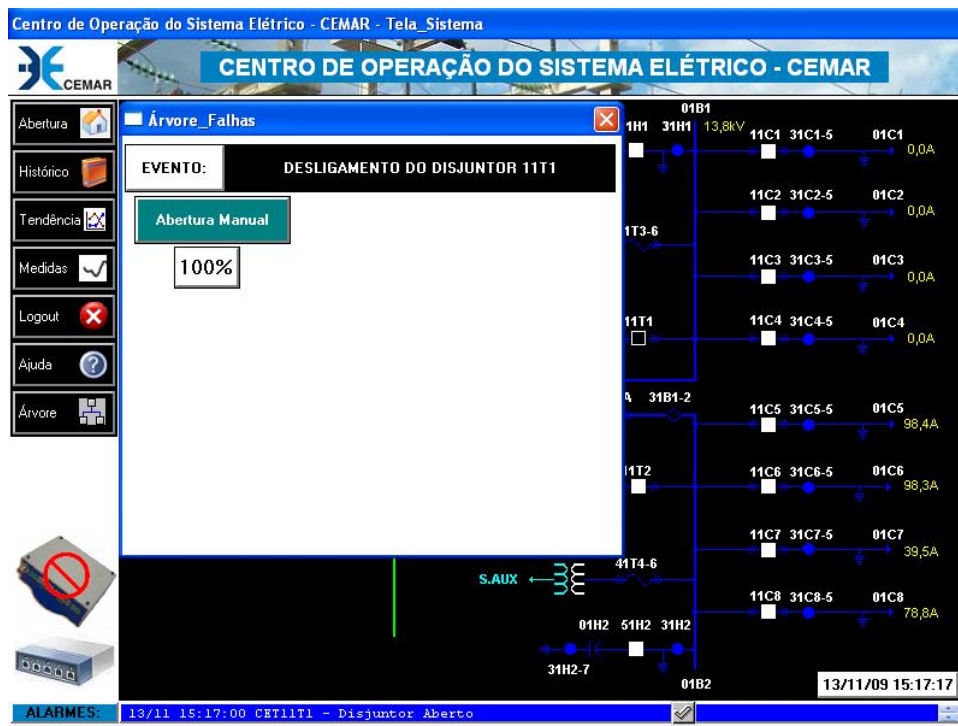 Centro de Operação do Sistema Elétrico - CEMAR - Tela_Sistema
CEMAR
CENTRO DE OPERAÇÃO DO SISTEMA ELÉTRICO - CEMAR
Abertura
Histórico
Tendência
Medidas
Logout
Ajuda
Árvore
Árvore_Falhas
EVENTO: DESLIGAMENTO DO DISJUNTOR 11T1
Abertura Manual
100%
01B1
1H1 31H1 13,8kV
11C1 31C1-5 01C1
0,0A
11C2 31C2-5 01C2
0,0A
1T3-6
11C3 31C3-5 01C3
0,0A
11T1
11C4 31C4-5 01C4
0,0A
31B1-2
11C5 31C5-5 01C5
98,4A
1T2
11C6 31C6-5 01C6
98,3A
11C7 31C7-5 01C7
39,5A
S.AUX
41T4-6
11C8 31C8-5 01C8
78,8A
01H2 51H2 31H2
31H2-7
01B2
13/11/09 15:17:17
ALARMES: 13/11 15:17:00 CET11T1 - Disjuntor Aberto